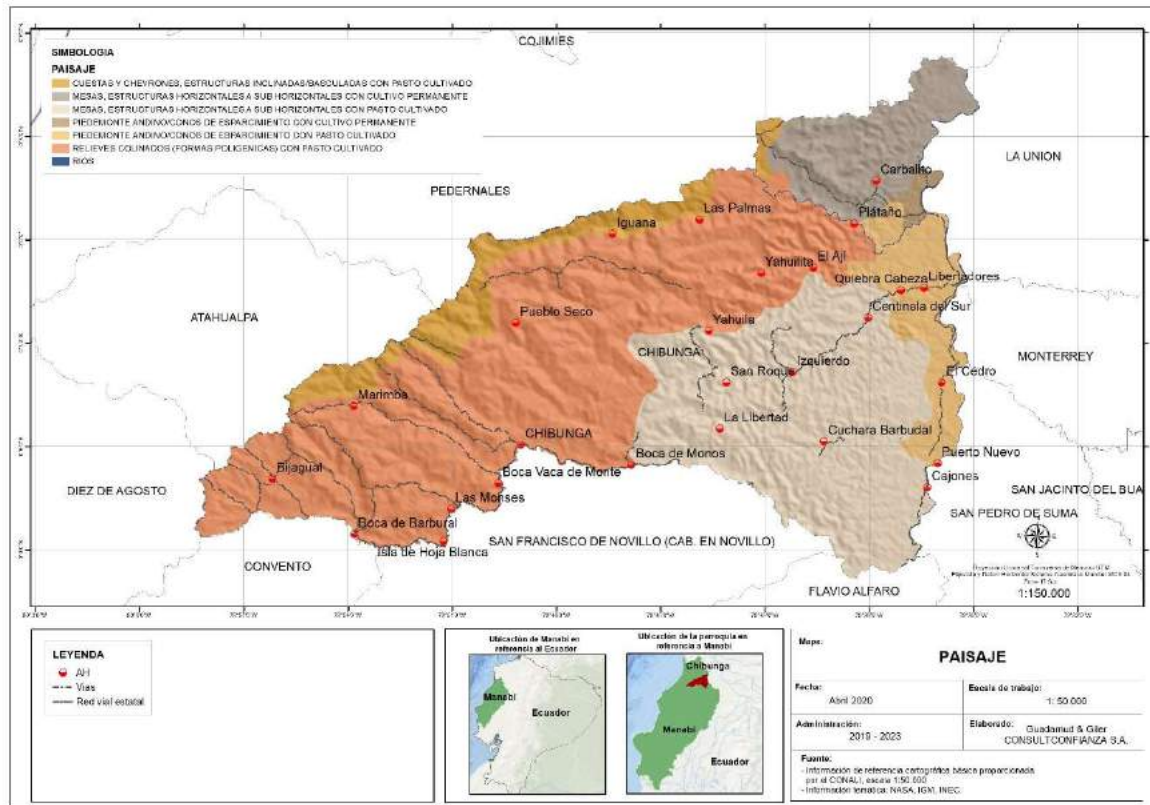 COJIMIES
SIMBOLOGIA
PAISAJE
CUESTAS Y CHEVRONES, ESTRUCTURAS INCLINADAS/BASCULADAS CON PASTO CULTIVADO
MESAS, ESTRUCTURAS HORIZONTALES A SUB HORIZONTALES CON CULTIVO PERMANENTE
MESAS, ESTRUCTURAS HORIZONTALES A SUB HORIZONTALES CON PASTO CULTIVADO
PIEDEMONTE ANDINO/CONOS DE ESPARCIMIENTO CON CULTIVO PERMANENTE
PIEDEMONTE ANDINO/CONOS DE ESPARCIMIENTO CON PASTO CULTIVADO
RELIEVES COLINADOS (FORMAS POLIGENICAS) CON PASTO CULTIVADO
RIOS
LA UNION
Carbalito
PEDERNALES
Las Palmas
Plátaño
Iguana
El Ají
Yahuilita
Quiebra Cabeza
Libertadores
Centinela del Sur
ATAHUALPA
Pueblo Seco
Yahuila
CHIBUNGA
MONTERREY
Izquierdo
San Roque
El Cedro
Marimba
La Libertad
Cuchara Barbudal
CHIBUNGA
Boca de Monos
Puerto Nuevo
Bijagual
Boca Vaca de Monte
Cajones
DIEZ DE AGOSTO
SAN JACINTO DEL BUA
Las Monses
SAN PEDRO DE SUMA
Boca de Barbural
SAN FRANCISCO DE NOVILLO (CAB. EN NOVILLO)
Isla de Hoja Blanca
CONVENTO
FLAVIO ALFARO
1:150.000
LEYENDA
AH
Vias
Red vial estatal
Ubicación de Manabí en
referencia al Ecuador
Manabí
Ecuador
Ubicación de la parroquia en
referencia a Manabí
Chibunga
Manabí
Ecuador
Mapa:
PAISAJE
Fecha:
Abril 2020
Escala de trabajo:
1: 50.000
Administración:
2019 - 2023
Elaborado:
Guadamud & Giler
CONSULTCONFIANZA S.A.
Fuente:
- Información de referencia cartográfica básica proporcionada
por el CONALI, escala 1:50.000
- Información temática: NASA, IGM, INEC.